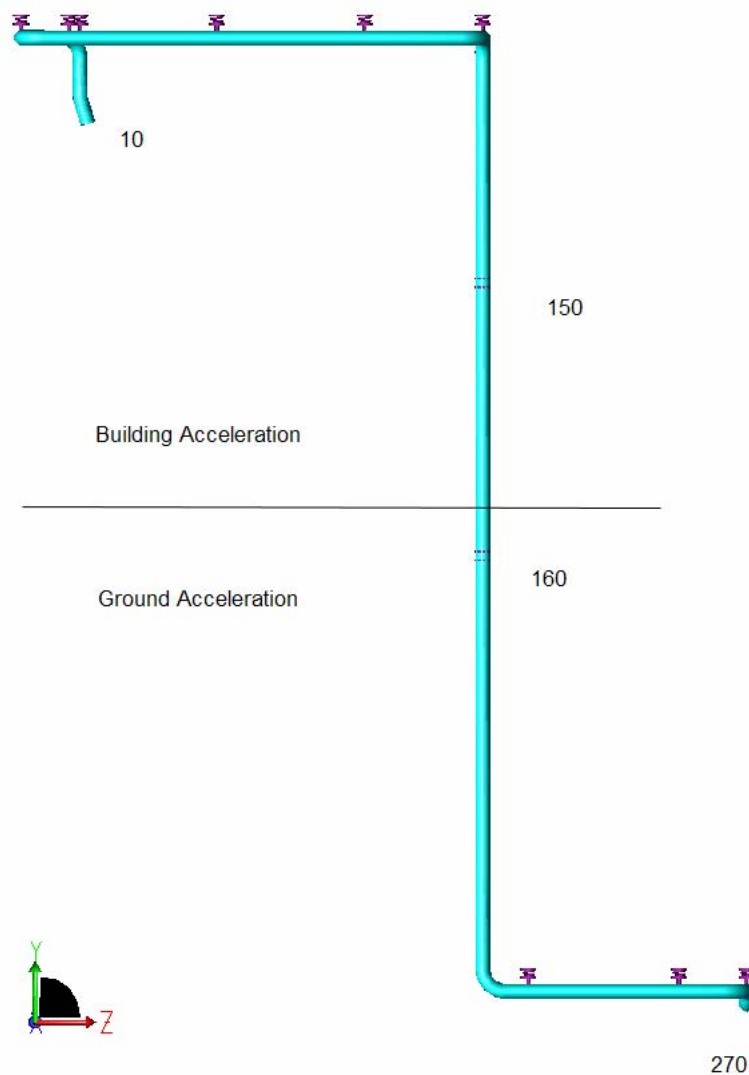 10
150
Building Acceleration
160
Ground Acceleration
Y
X Z
270